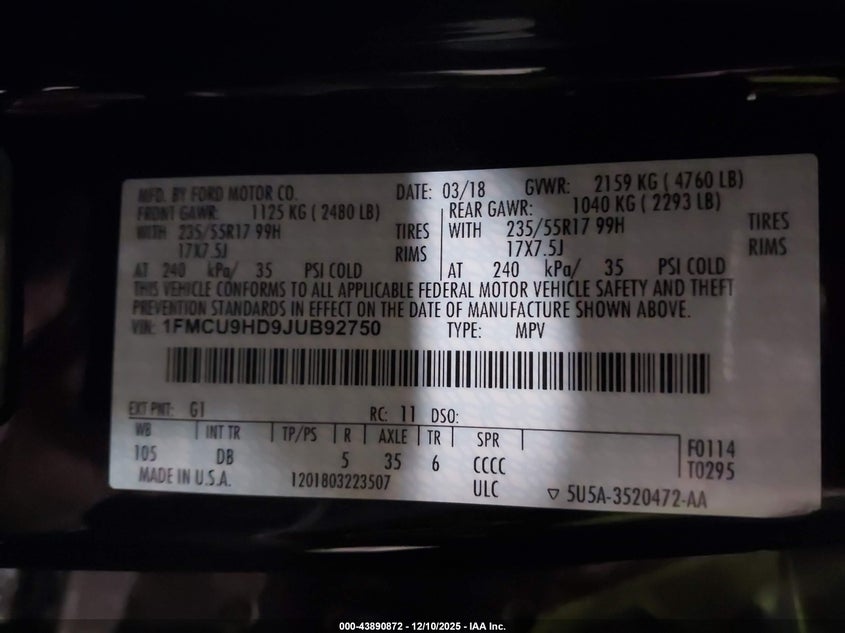 MFD. BY FORD MOTOR CO. DATE: 03/18 GVWR: 2159 KG ( 4760 LB)
FRONT GAWR: 1125 KG ( 2480 LB) REAR GAWR: 1040 KG ( 2293 LB)
WITH 235/55R17 99H TIRES WITH 235/55R17 99H TIRES
17X7.5J RIMS 17X7.5J RIMS
AT 240 kPa/ 35 PSI COLD AT 240 kPa/ 35 PSI COLD
THIS VEHICLE CONFORMS TO ALL APPLICABLE FEDERAL MOTOR VEHICLE SAFETY AND THEFT
PREVENTION STANDARDS IN EFFECT ON THE DATE OF MANUFACTURE SHOWN ABOVE.
VIN: 1FMCU9HD9JUB92750 TYPE: MPV
EXT PNT: G1 RC: 11 DSO:
WB INT TR TP/PS R AXLE TR SPR F0114
105 DB 5 35 6 CCCC T0295
MADE IN U.S.A. 1201803223507 ULC ▽ 5U5A-3520472-AA
000-43890872 - 12/10/2025 - IAA Inc.